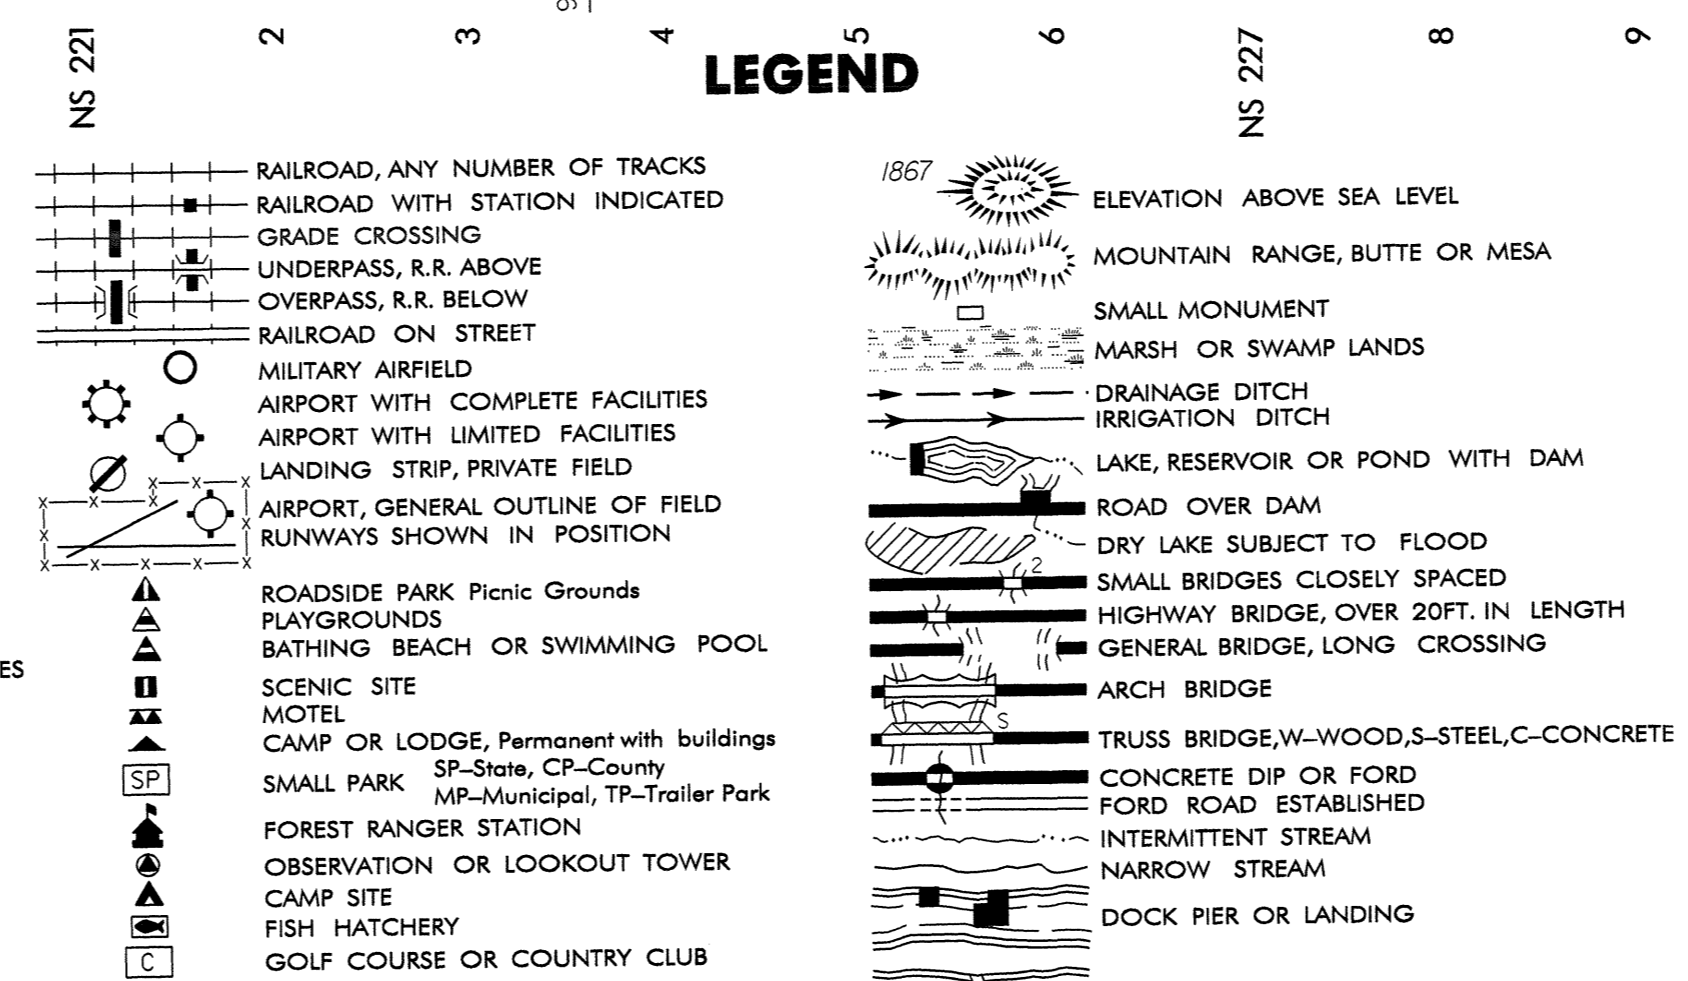 NS 221
2
3
4
5
6
NS 227
8
9
LEGEND
RAILROAD, ANY NUMBER OF TRACKS
RAILROAD WITH STATION INDICATED
GRADE CROSSING
UNDERPASS, R.R. ABOVE
OVERPASS, R.R. BELOW
RAILROAD ON STREET
MILITARY AIRFIELD
AIRPORT WITH COMPLETE FACILITIES
AIRPORT WITH LIMITED FACILITIES
LANDING STRIP, PRIVATE FIELD
AIRPORT, GENERAL OUTLINE OF FIELD
RUNWAYS SHOWN IN POSITION
ROADSIDE PARK Picnic Grounds
PLAYGROUNDS
BATHING BEACH OR SWIMMING POOL
ES
SCENIC SITE
MOTEL
CAMP OR LODGE, Permanent with buildings
SP SMALL PARK SP–State, CP–County
MP–Municipal, TP–Trailer Park
FOREST RANGER STATION
OBSERVATION OR LOOKOUT TOWER
CAMP SITE
FISH HATCHERY
C GOLF COURSE OR COUNTRY CLUB
1867 ELEVATION ABOVE SEA LEVEL
MOUNTAIN RANGE, BUTTE OR MESA
SMALL MONUMENT
MARSH OR SWAMP LANDS
DRAINAGE DITCH
IRRIGATION DITCH
LAKE, RESERVOIR OR POND WITH DAM
ROAD OVER DAM
DRY LAKE SUBJECT TO FLOOD
2 SMALL BRIDGES CLOSELY SPACED
HIGHWAY BRIDGE, OVER 20FT. IN LENGTH
GENERAL BRIDGE, LONG CROSSING
ARCH BRIDGE
S TRUSS BRIDGE,W–WOOD,S–STEEL,C–CONCRETE
CONCRETE DIP OR FORD
FORD ROAD ESTABLISHED
INTERMITTENT STREAM
NARROW STREAM
DOCK PIER OR LANDING